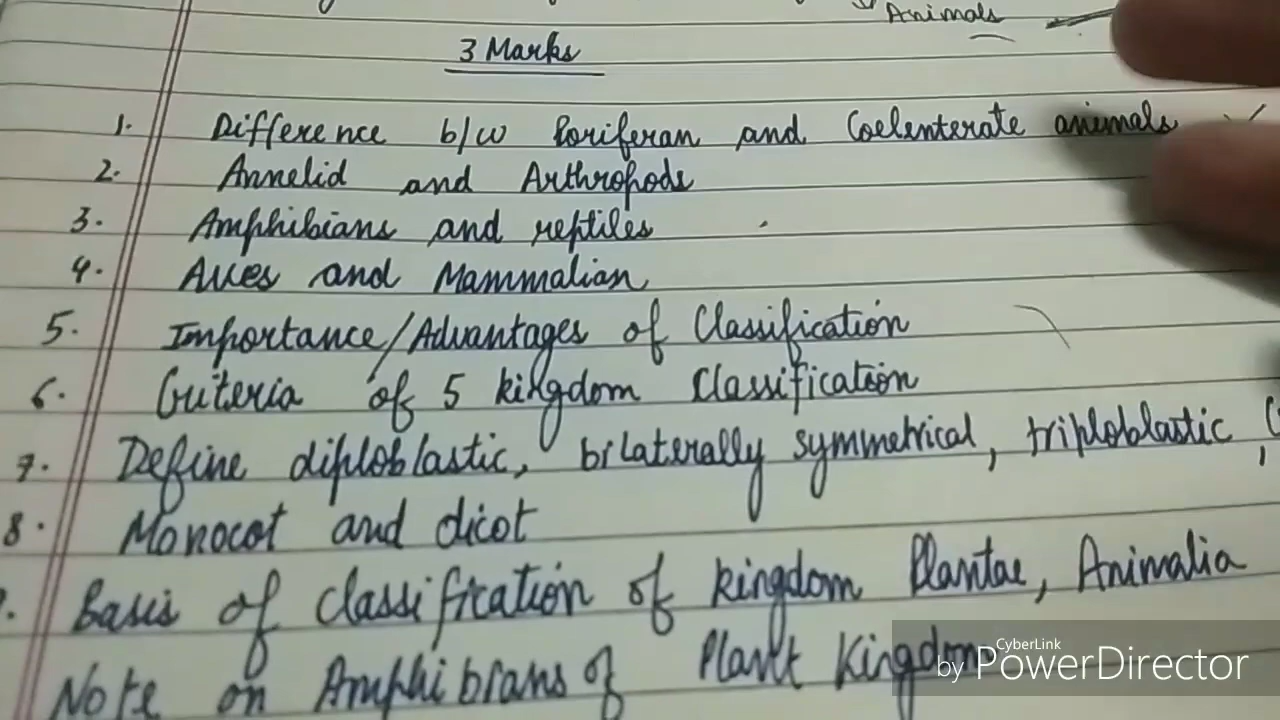 Animals
3 Marks
1. Difference b/w Poriferan and Coelenterate animals
2. Annelid and Arthropods
3. Amphibians and reptiles
4. Aves and Mammalian
5. Importance/Advantages of Classification
6. Criteria of 5 kingdom Classification
7. Define diploblastic, bilaterally symmetrical, triploblastic,
8. Monocot and dicot
Basis of classification of kingdom Plantae, Animalia
Note on Amphibians of Plant Kingdom
CyberLink
by PowerDirector